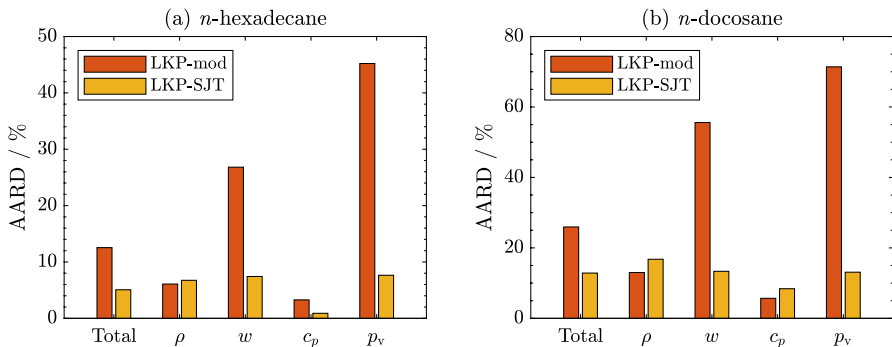 (a) n-hexadecane
AARD / %
50
40
30
20
10
0
LKP-mod
LKP-SJT
Total ρ w c_p p_v
(b) n-docosane
AARD / %
80
60
40
20
0
LKP-mod
LKP-SJT
Total ρ w c_p p_v